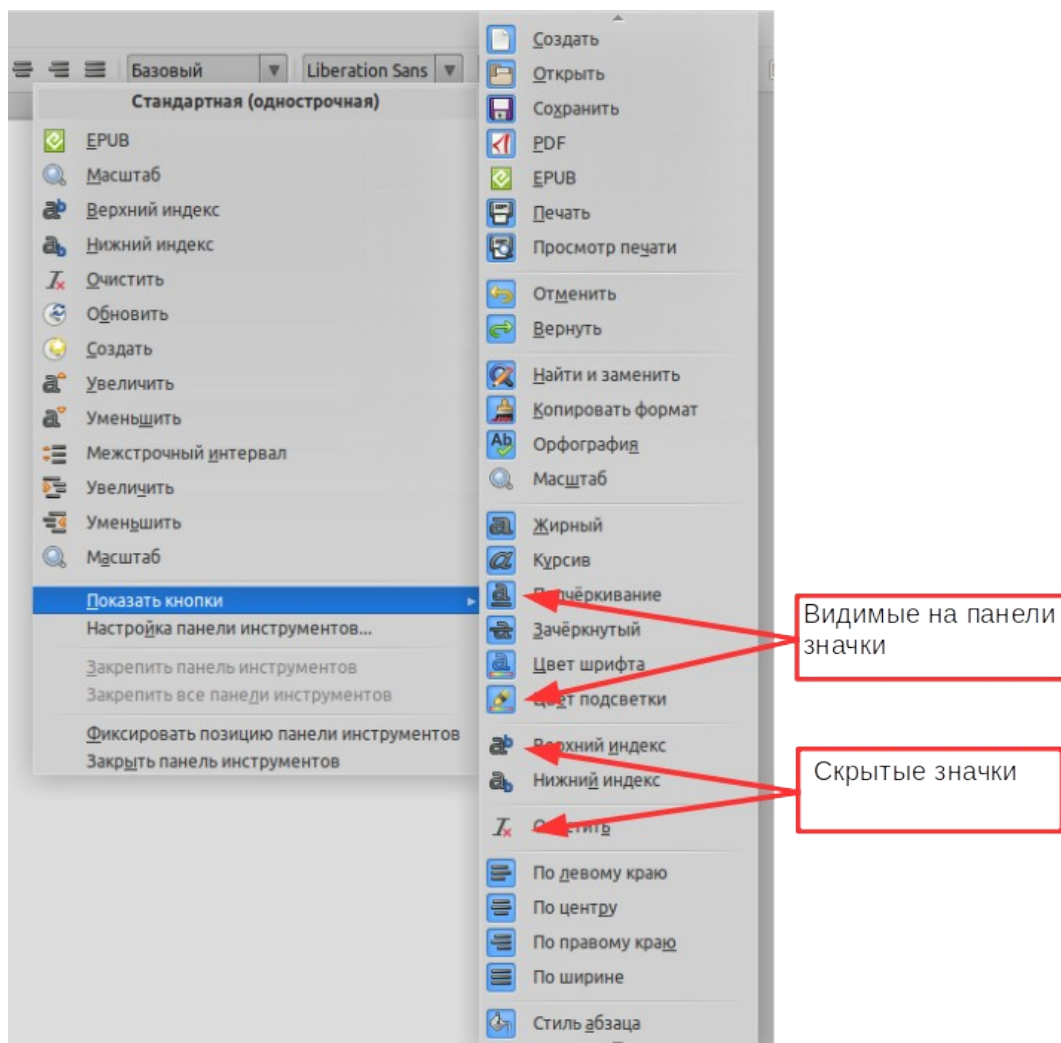 Базовый
Liberation Sans
Стандартная (однострочная)
EPUB
Масштаб
Верхний индекс
Нижний индекс
Очистить
Обновить
Создать
Увеличить
Уменьшить
Межстрочный интервал
Увеличить
Уменьшить
Масштаб
Показать кнопки
Настройка панели инструментов...
Закрепить панель инструментов
Закрепить все панели инструментов
Фиксировать позицию панели инструментов
Закрыть панель инструментов
Создать
Открыть
Сохранить
PDF
EPUB
Печать
Просмотр печати
Отменить
Вернуть
Найти и заменить
Копировать формат
Орфография
Масштаб
Жирный
Курсив
Подчёркивание
Зачёркнутый
Цвет шрифта
Цвет подсветки
Верхний индекс
Нижний индекс
Очистить
По левому краю
По центру
По правому краю
По ширине
Стиль абзаца
Видимые на панели
значки
Скрытые значки